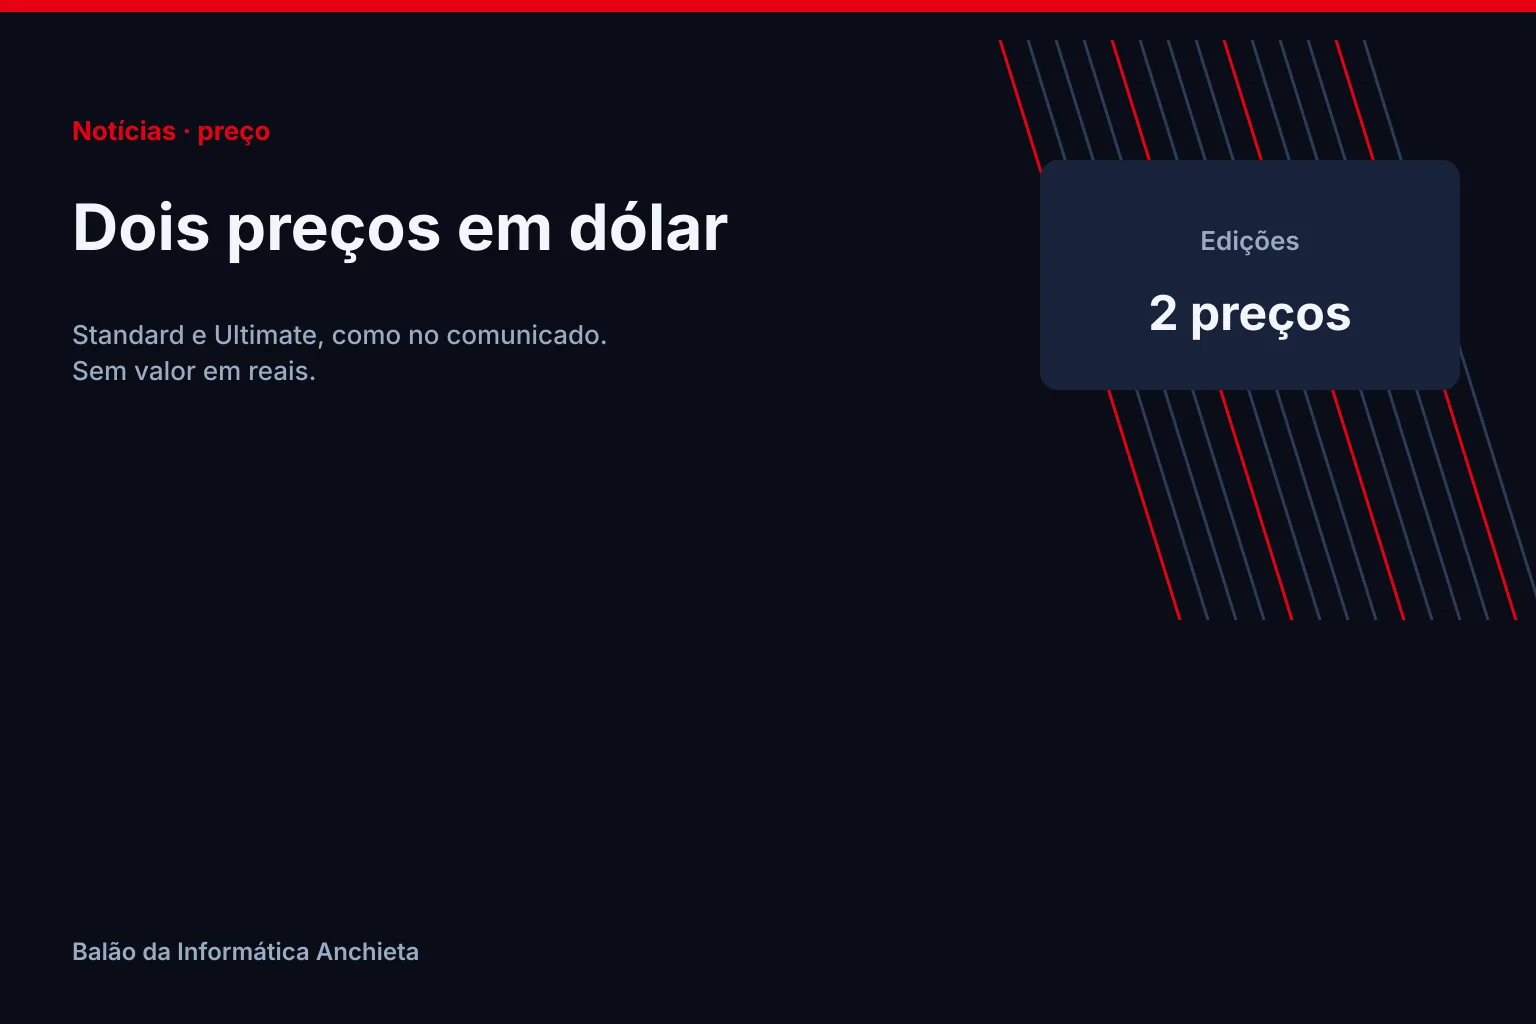 Notícias · preço
Dois preços em dólar
Standard e Ultimate, como no comunicado.
Sem valor em reais.
Edições
2 preços
Balão da Informática Anchieta